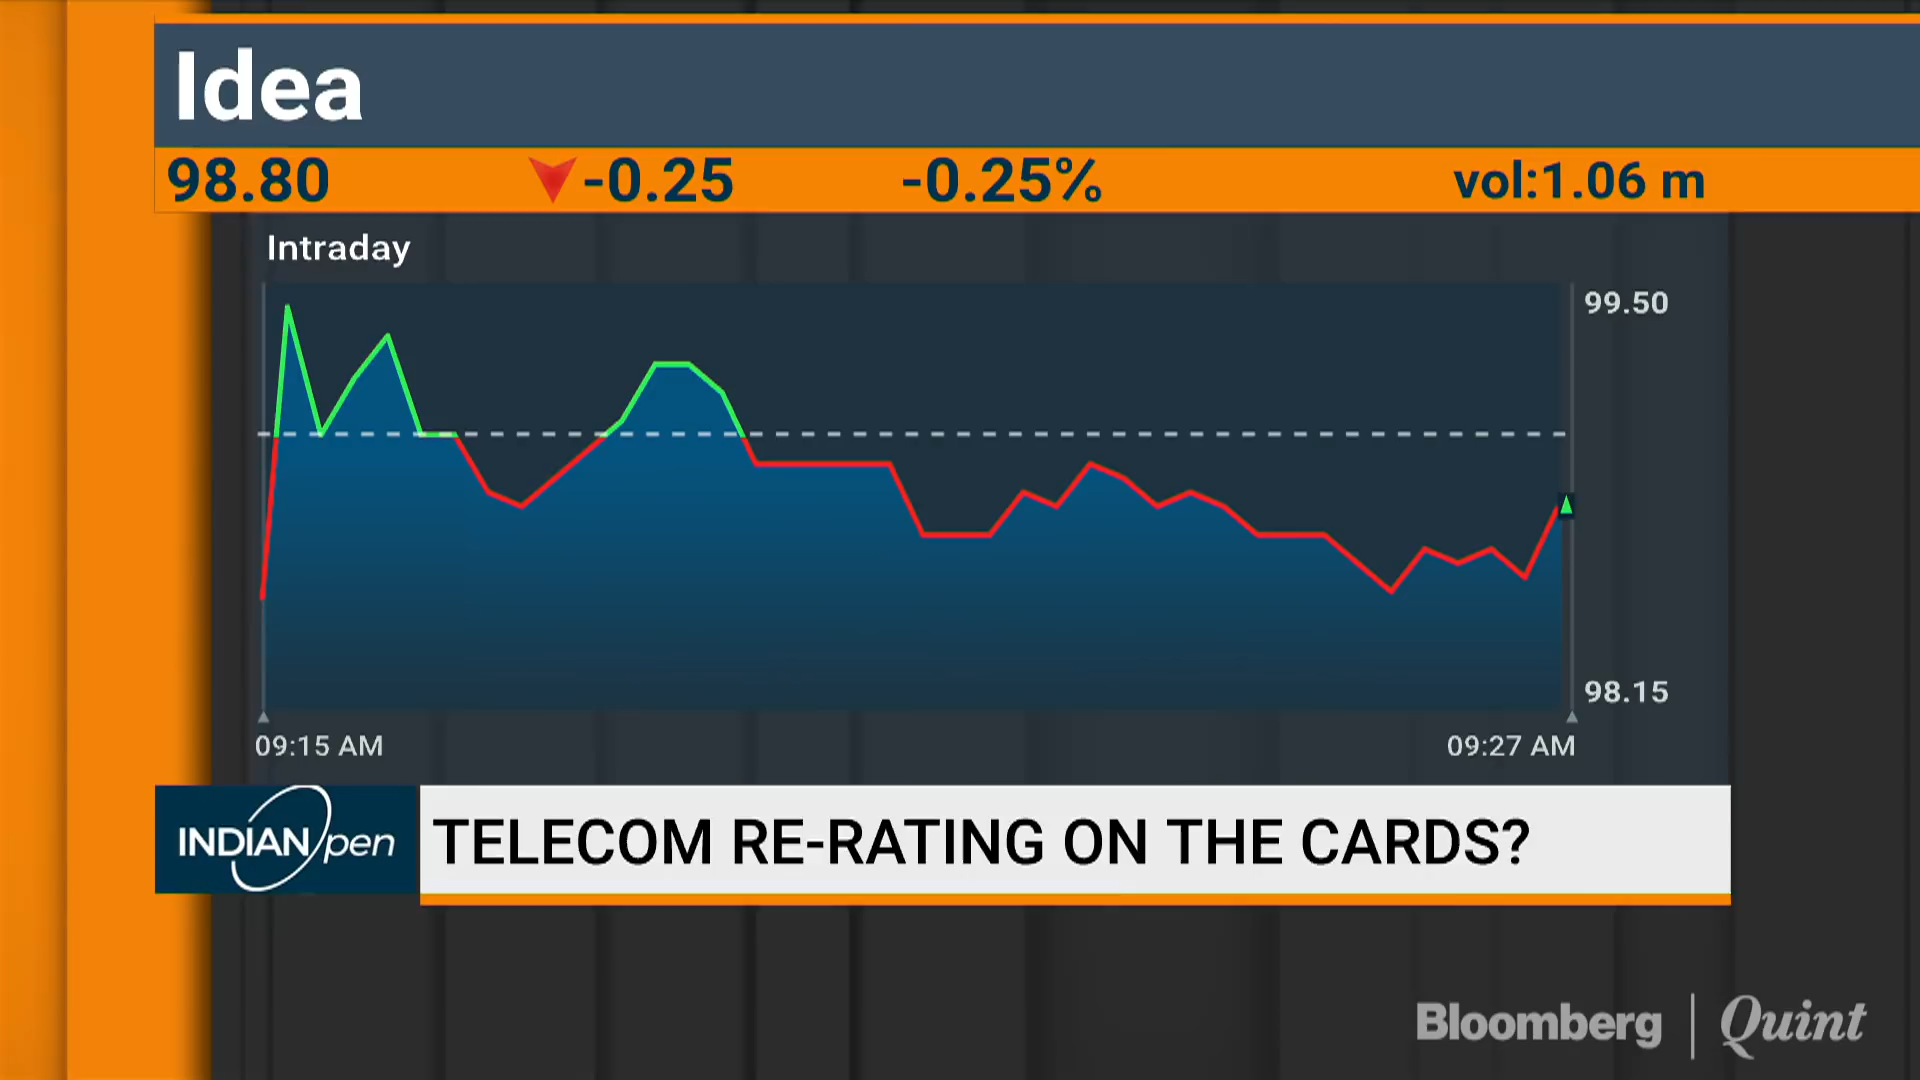 Idea
98.80 -0.25 -0.25% vol:1.06 m
Intraday
99.50
98.15
09:15 AM 09:27 AM
INDIAN Open TELECOM RE-RATING ON THE CARDS?
Bloomberg | Quint